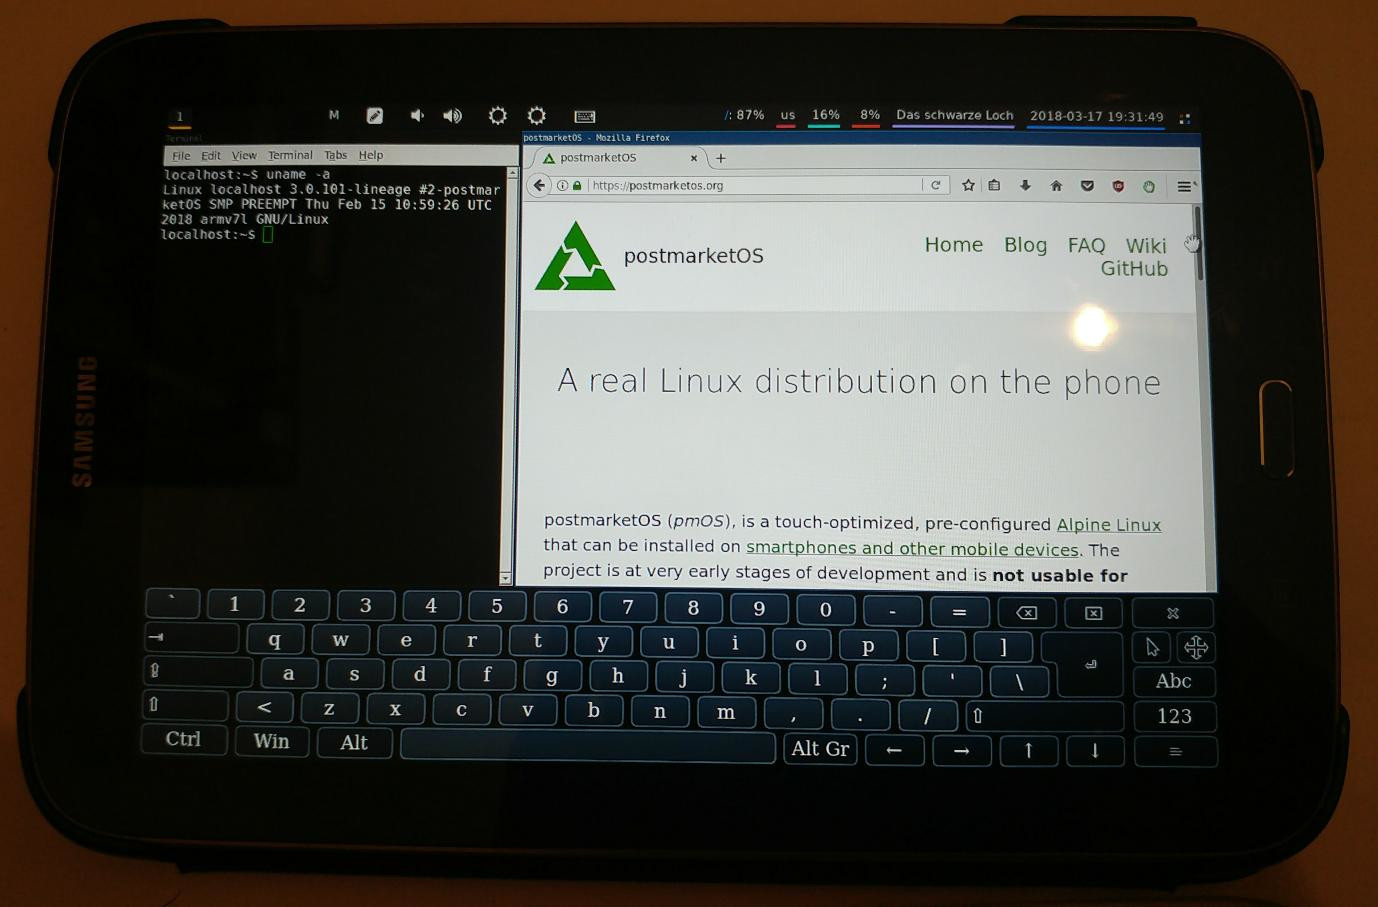 1 M /: 87% us 16% 8% Das schwarze Loch 2018-03-17 19:31:49
Terminal
File Edit View Terminal Tabs Help
localhost:~$ uname -a
Linux localhost 3.0.101-lineage #2-postmar
ketOS SMP PREEMPT Thu Feb 15 10:59:26 UTC
2018 armv7l GNU/Linux
localhost:~$
postmarketOS - Mozilla Firefox
postmarketOS × +
https://postmarketos.org
postmarketOS
Home Blog FAQ Wiki
GitHub
A real Linux distribution on the phone
postmarketOS (pmOS), is a touch-optimized, pre-configured Alpine Linux
that can be installed on smartphones and other mobile devices. The
project is at very early stages of development and is not usable for
SAMSUNG
` 1 2 3 4 5 6 7 8 9 0 - =
q w e r t y u i o p [ ]
a s d f g h j k l ; ' \ Abc
< z x c v b n m , . / 123
Ctrl Win Alt Alt Gr ← → ↑ ↓